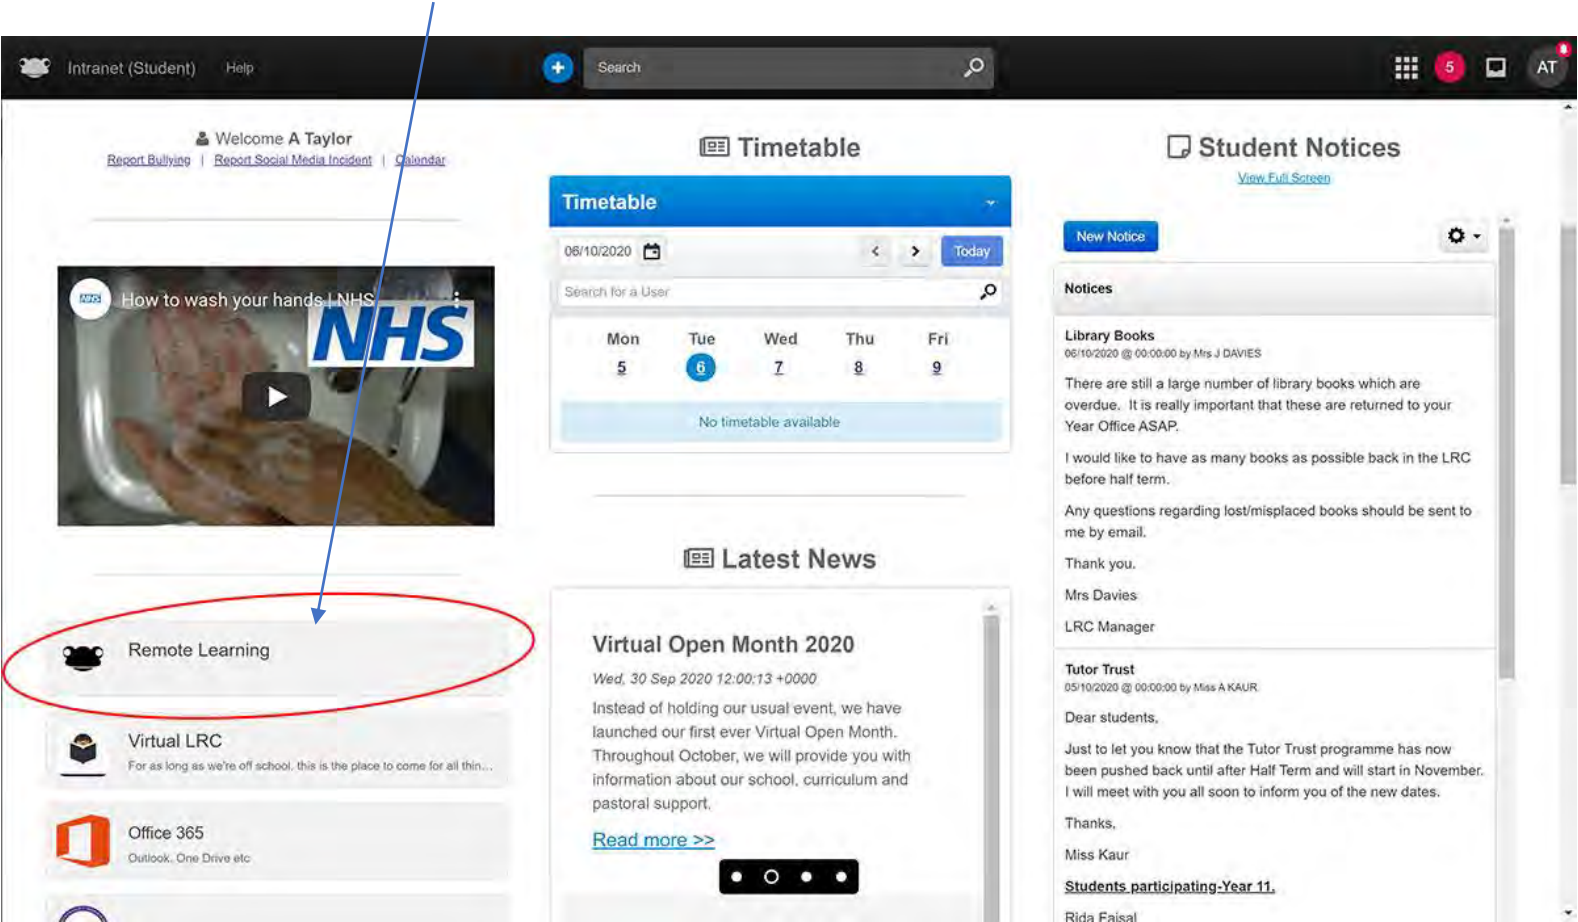 Intranet (Student) Help
Search
5
AT
Welcome A Taylor
Report Bullying | Report Social Media Incident | Calendar
NHS
How to wash your hands | NHS
NHS
Remote Learning
Virtual LRC
For as long as we're off school, this is the place to come for all thin...
Office 365
Outlook, One Drive etc
Timetable
Timetable
06/10/2020
Today
Search for a User
Mon Tue Wed Thu Fri
5 6 7 8 9
No timetable available
Latest News
Virtual Open Month 2020
Wed, 30 Sep 2020 12:00:13 +0000
Instead of holding our usual event, we have
launched our first ever Virtual Open Month.
Throughout October, we will provide you with
information about our school, curriculum and
pastoral support.
Read more >>
Student Notices
View Full Screen
New Notice
Notices
Library Books
06/10/2020 @ 00:00:00 by Mrs J DAVIES
There are still a large number of library books which are
overdue. It is really important that these are returned to your
Year Office ASAP.
I would like to have as many books as possible back in the LRC
before half term.
Any questions regarding lost/misplaced books should be sent to
me by email.
Thank you.
Mrs Davies
LRC Manager
Tutor Trust
05/10/2020 @ 00:00:00 by Miss A KAUR
Dear students,
Just to let you know that the Tutor Trust programme has now
been pushed back until after Half Term and will start in November.
I will meet with you all soon to inform you of the new dates.
Thanks,
Miss Kaur
Students participating-Year 11.
Rida Faisal